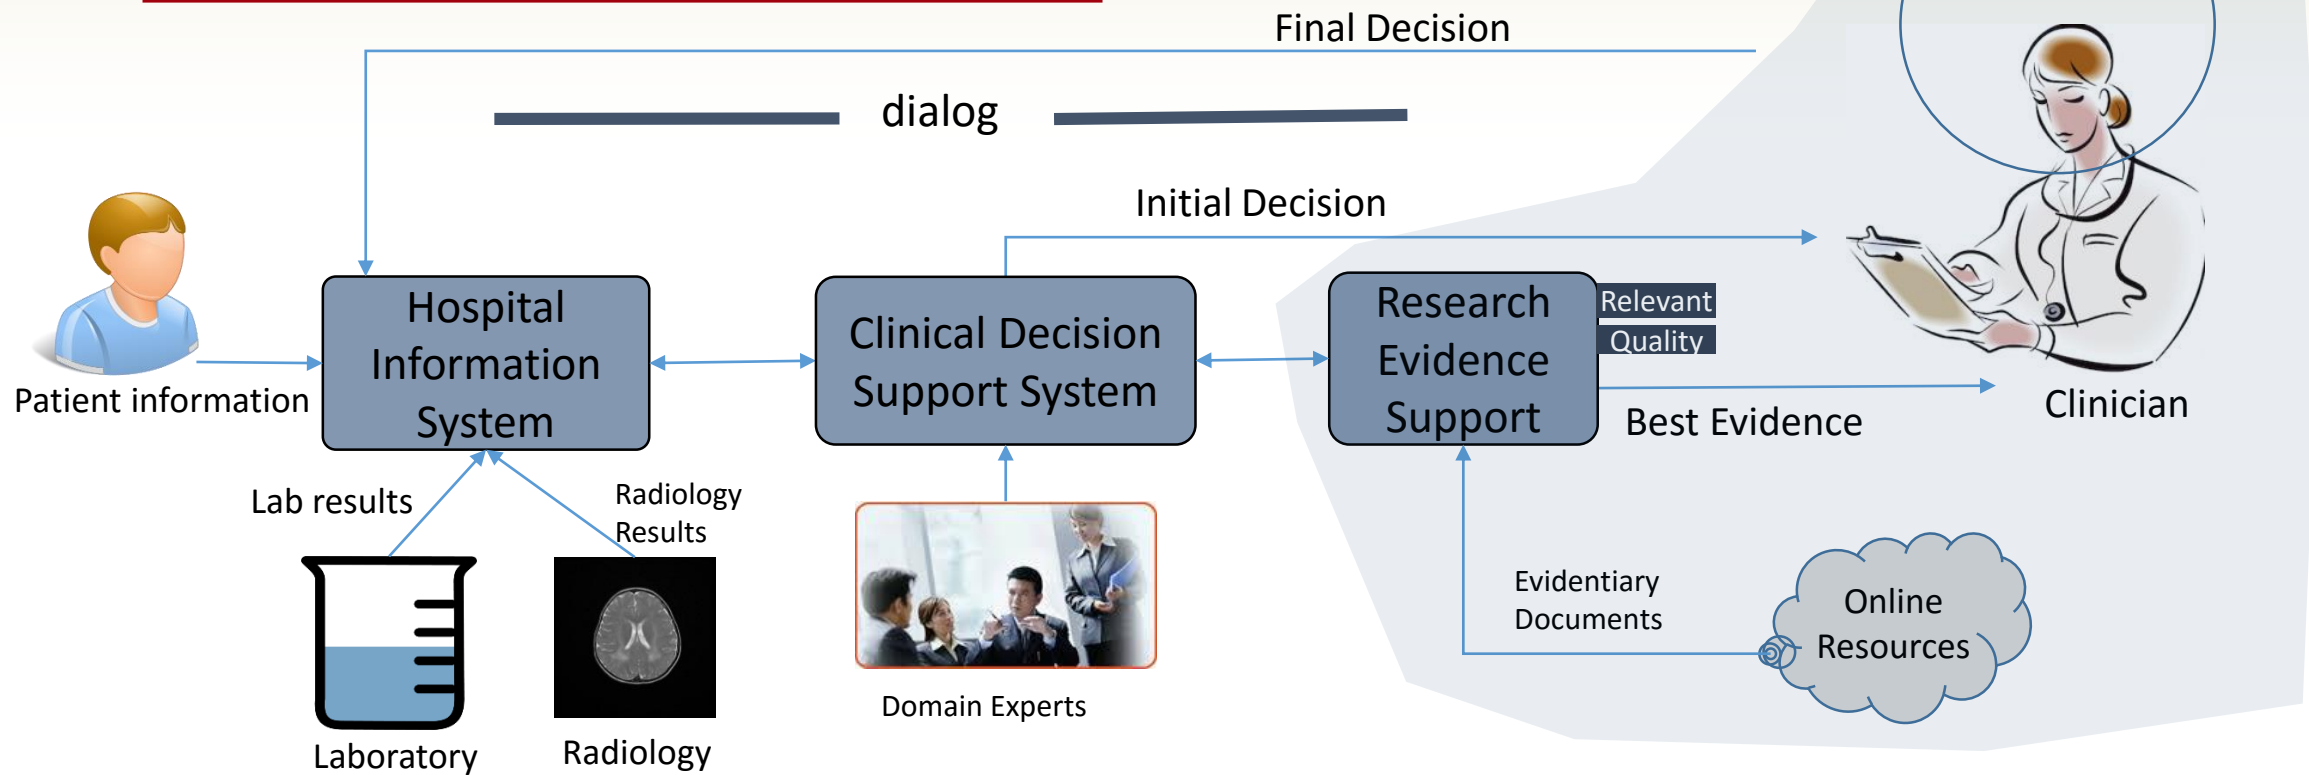 Final Decision
dialog
Initial Decision
Hospital
Information
System
Clinical Decision
Support System
Research
Evidence
Support
Relevant
Quality
Patient information
Best Evidence
Clinician
Lab results
Radiology
Results
Evidentiary
Documents
Online
Resources
Domain Experts
Laboratory
Radiology